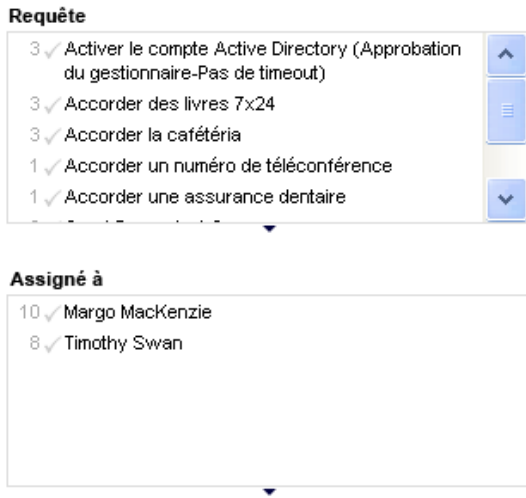 Requête
3 Activer le compte Active Directory (Approbation
du gestionnaire-Pas de timeout)
3 Accorder des livres 7x24
3 Accorder la cafétéria
1 Accorder un numéro de téléconférence
1 Accorder une assurance dentaire
Assigné à
10 Margo MacKenzie
8 Timothy Swan